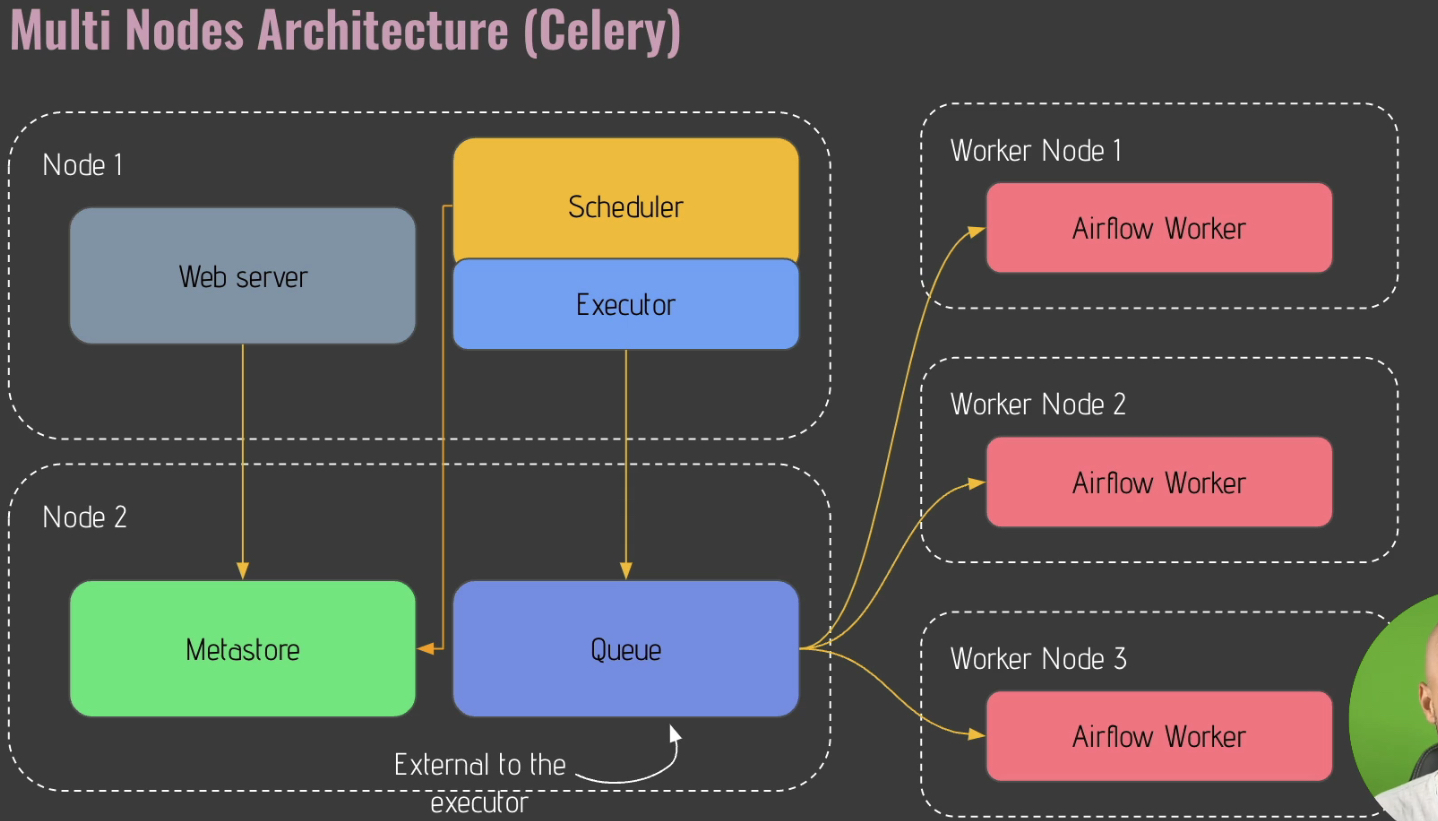 Multi Nodes Architecture (Celery)
Node 1
Web server
Scheduler
Executor
Node 2
Metastore
Queue
External to the
executor
Worker Node 1
Airflow Worker
Worker Node 2
Airflow Worker
Worker Node 3
Airflow Worker